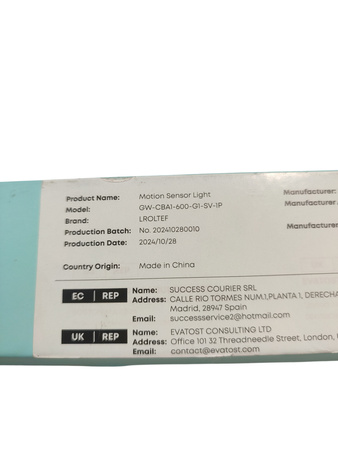 Product Name: Motion Sensor Light Manufacturer:
Model: GW-CBA1-600-G1-SV-1P Manufacturer
Brand: LROLTEF
Production Batch: No. 202410280010 Manufacturer
Production Date: 2024/10/28
Country Origin: Made in China
EC | REP Name: SUCCESS COURIER SRL
Address: CALLE RIO TORMES NUM.1,PLANTA 1, DERECHA
Madrid, 28947 Spain
Email: successservice2@hotmail.com
UK | REP Name: EVATOST CONSULTING LTD
Address: Office 101 32 Threadneedle Street, London,
Email: contact@evatost.com